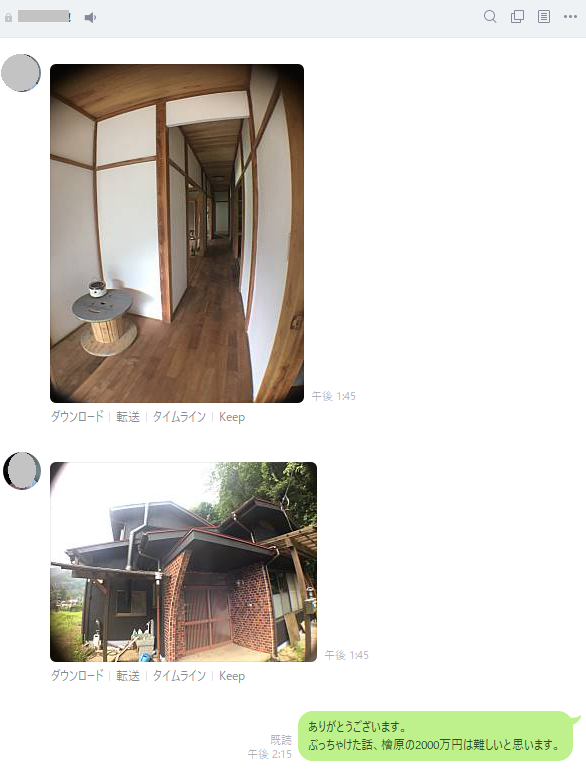 午後 1:45
ダウンロード | 転送 | タイムライン | Keep
午後 1:45
ダウンロード | 転送 | タイムライン | Keep
ありがとうございます。
ぶっちゃけた話、檜原の2000万円は難しいと思います。
既読
午後 2:15